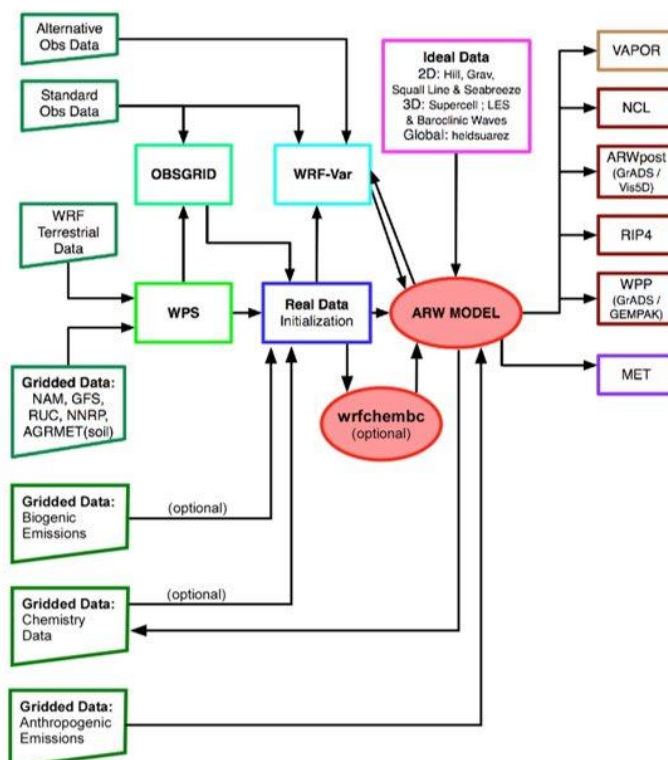 Alternative
Obs Data
Standard
Obs Data
OBSGRID
WRF-Var
Ideal Data
2D: Hill, Grav,
Squall Line & Seabreeze
3D: Supercell ; LES
& Baroclinic Waves
Global: heldsuarez
VAPOR
NCL
ARWpost
(GrADS /
Vis5D)
RIP4
WPP
(GrADS /
GEMPAK)
MET
WRF
Terrestrial
Data
WPS
Real Data
Initialization
ARW MODEL
wrfchembc
(optional)
Gridded Data:
NAM, GFS,
RUC, NNRP,
AGRMET(soil)
Gridded Data:
Biogenic
Emissions
(optional)
Gridded Data:
Chemistry
Data
(optional)
Gridded Data:
Anthropogenic
Emissions